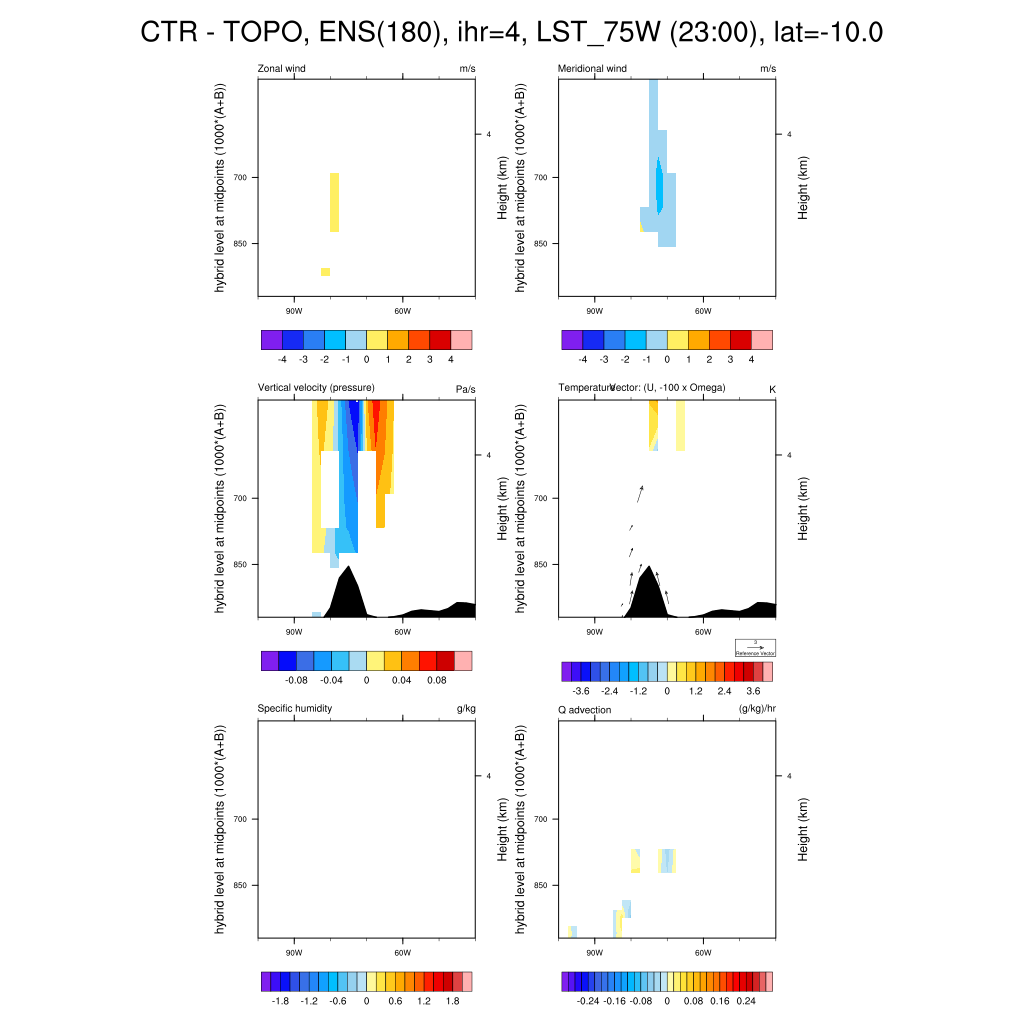 CTR - TOPO, ENS(180), ihr=4, LST_75W (23:00), lat=-10.0
Zonal wind m/s
hybrid level at midpoints (1000*(A+B))
700
850
4
Height (km)
90W 60W
-4 -3 -2 -1 0 1 2 3 4
Meridional wind m/s
hybrid level at midpoints (1000*(A+B))
700
850
4
Height (km)
90W 60W
-4 -3 -2 -1 0 1 2 3 4
Vertical velocity (pressure) Pa/s
hybrid level at midpoints (1000*(A+B))
700
850
4
Height (km)
90W 60W
-0.08 -0.04 0 0.04 0.08
Temperature Vector: (U, -100 x Omega) K
hybrid level at midpoints (1000*(A+B))
700
850
4
Height (km)
90W 60W
3
Reference Vector
-3.6 -2.4 -1.2 0 1.2 2.4 3.6
Specific humidity g/kg
hybrid level at midpoints (1000*(A+B))
700
850
4
Height (km)
90W 60W
-1.8 -1.2 -0.6 0 0.6 1.2 1.8
Q advection (g/kg)/hr
hybrid level at midpoints (1000*(A+B))
700
850
4
Height (km)
90W 60W
-0.24 -0.16 -0.08 0 0.08 0.16 0.24